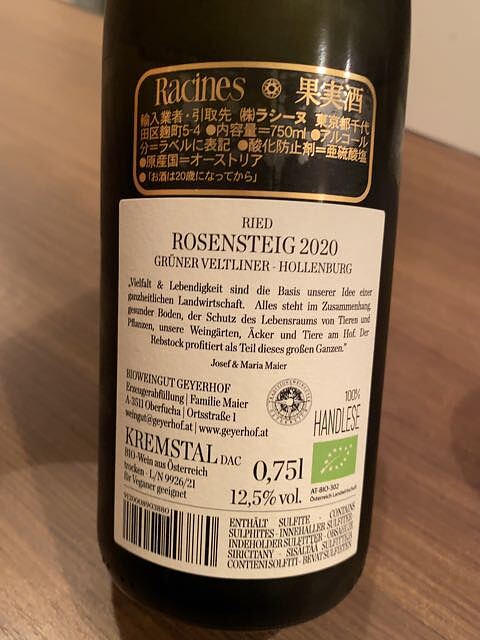 Racines 果実酒
輸入業者・引取先 ㈱ラシーヌ 東京都千代
田区麹町5-4 ●内容量=750ml ●アルコール
分=ラベルに表記 ●酸化防止剤=亜硫酸塩
●原産国=オーストリア
●「お酒は20歳になってから」
RIED
ROSENSTEIG 2020
GRÜNER VELTLINER - HOLLENBURG
„Vielfalt & Lebendigkeit sind die Basis unserer Idee einer
ganzheitlichen Landwirtschaft. Alles steht im Zusammenhang,
gesunder Boden, der Schutz des Lebensraums von Tieren und
Pflanzen, unsere Weingärten, Äcker und Tiere am Hof. Der
Rebstock profitiert als Teil dieses großen Ganzen.”
Josef & Maria Maier
BIOWEINGUT GEYERHOF
Erzeugerabfüllung | Familie Maier
A-3511 Oberfucha | Ortsstraße 1
weingut@geyerhof.at | www.geyerhof.at
100%
HANDLESE
KREMSTAL DAC
BIO-Wein aus Österreich
trocken - L/N 9926/21
für Veganer geeignet
0,75l
12,5% vol.
AT-BIO-302
Österreich Landwirtschaft
9120008903880
ENTHÄLT SULFITE - CONTAINS
SULPHITES - INNEHALLER SULFITER
INDEHOLDER SULFITTER - OBSAHUJE
SIRICITANY - SISÄLTÄÄ SULFIITTEJA
CONTIENI SOLFITI - BEVAT SULFIETEN